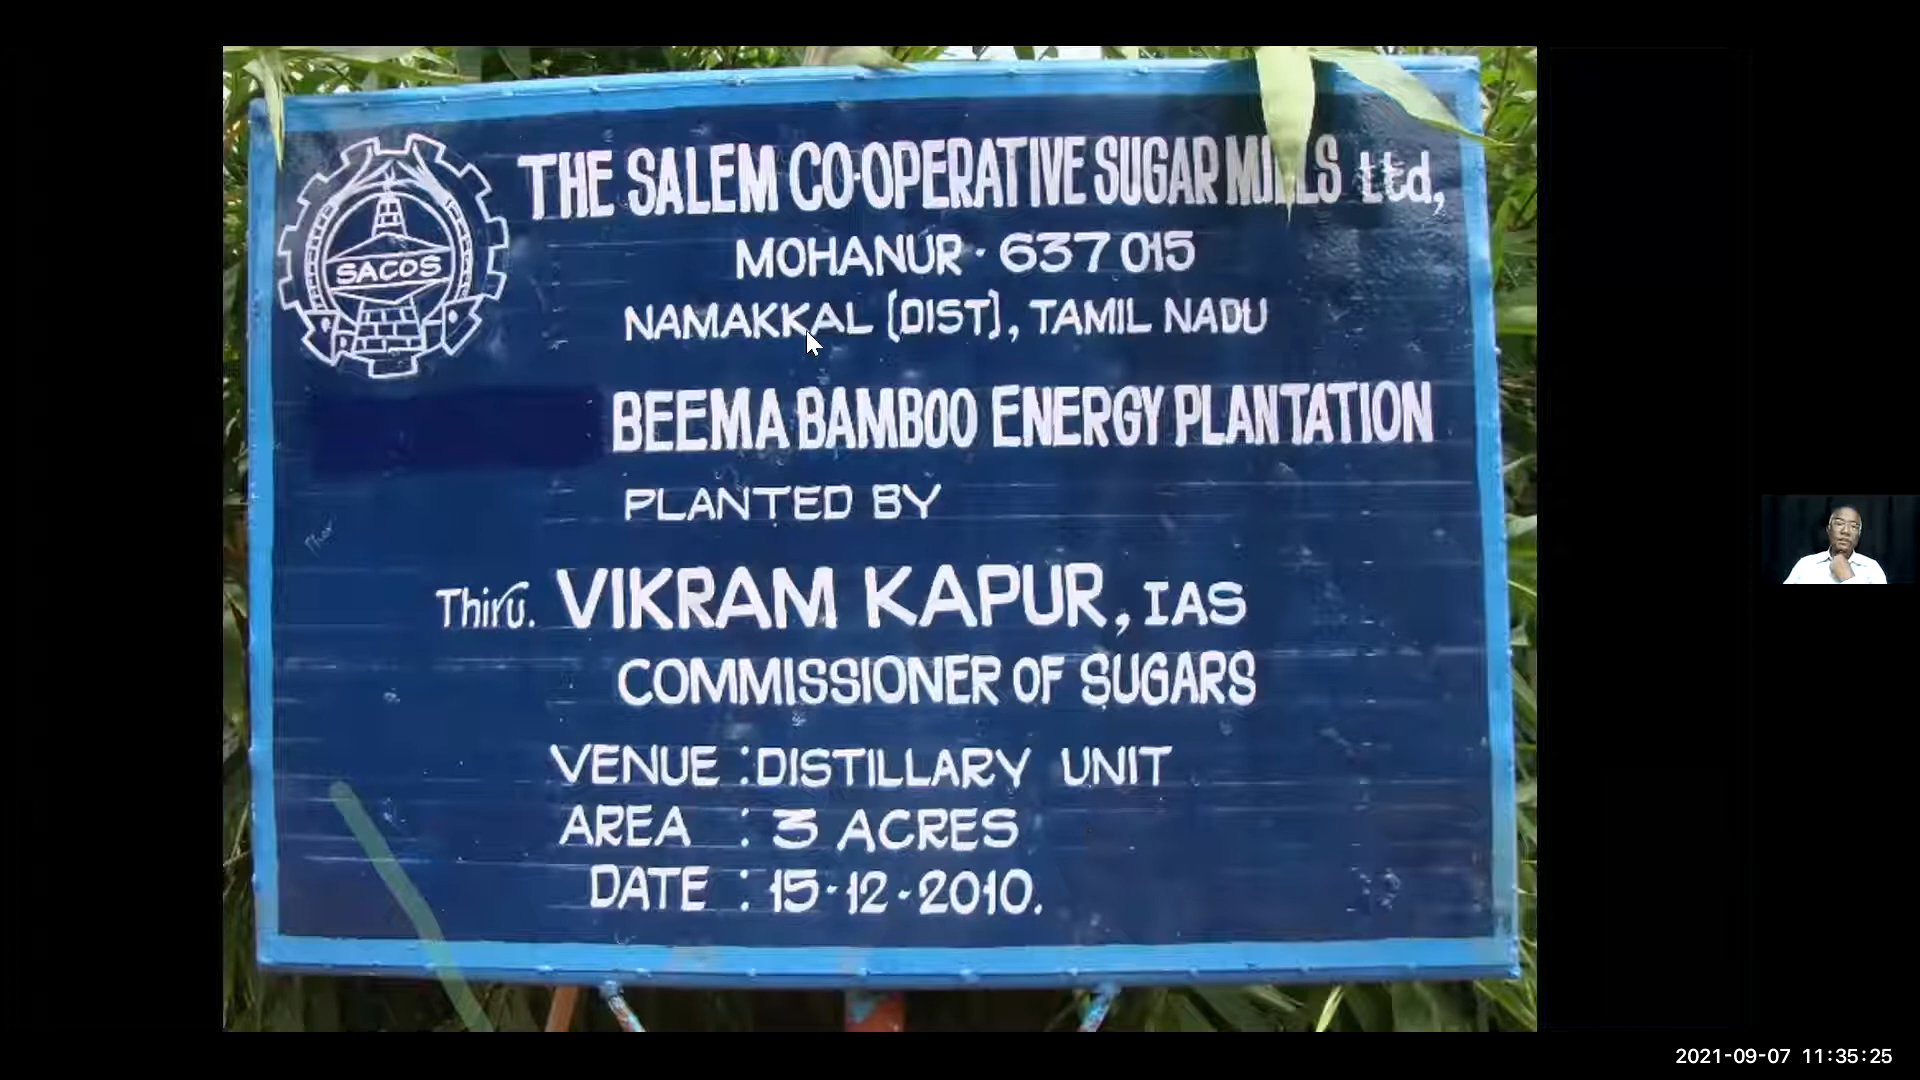 THE SALEM CO-OPERATIVE SUGAR MILLS Ltd,
SACOS
MOHANUR - 637 015
NAMAKKAL (DIST), TAMIL NADU
BEEMA BAMBOO ENERGY PLANTATION
PLANTED BY
Thiru. VIKRAM KAPUR, IAS
COMMISSIONER OF SUGARS
VENUE : DISTILLARY UNIT
AREA : 3 ACRES
DATE : 15-12-2010.
2021-09-07 11:35:25